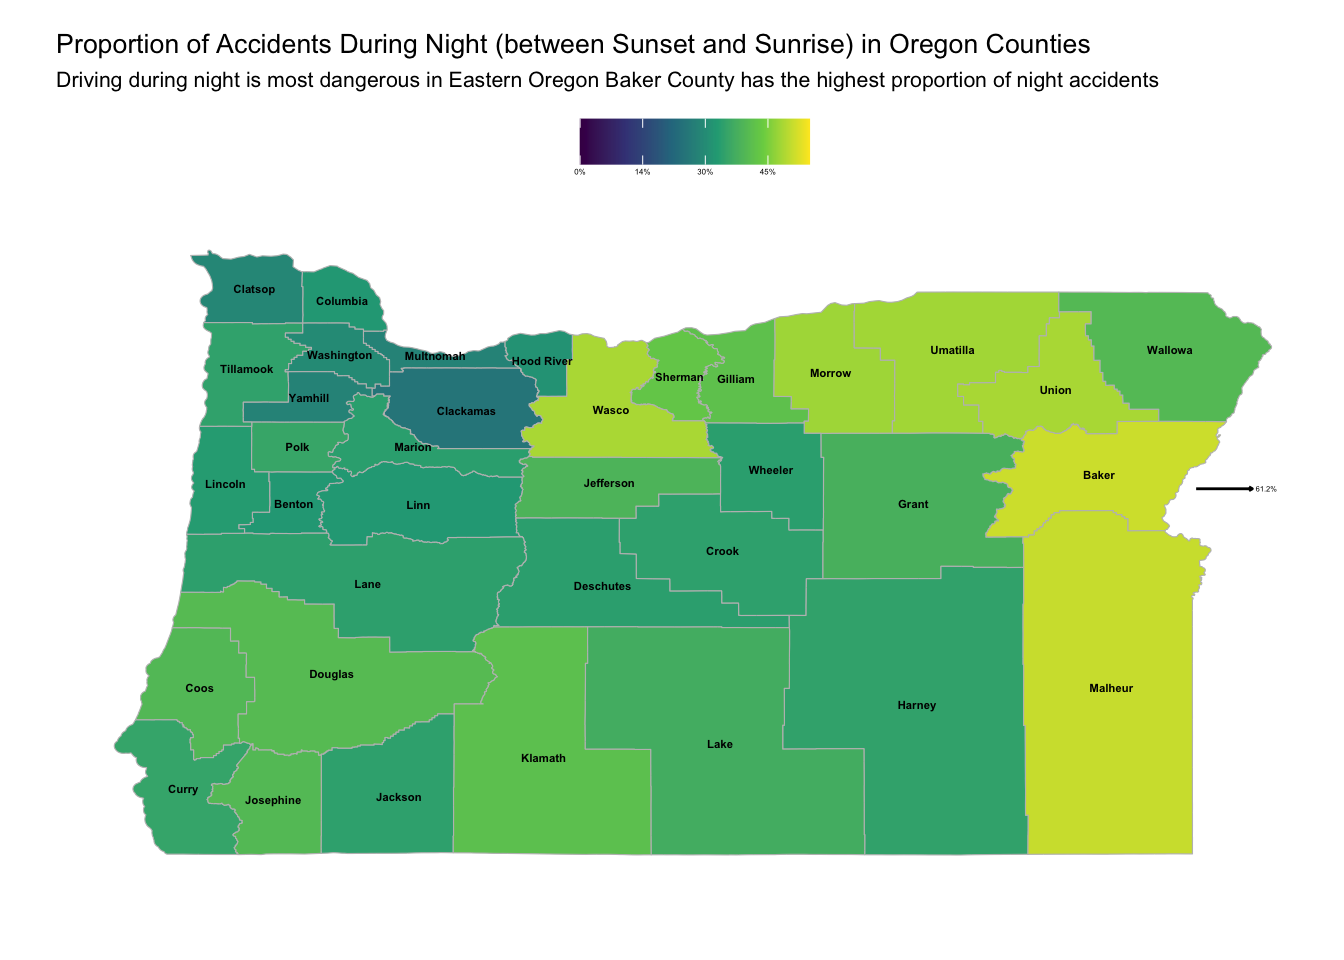 Proportion of Accidents During Night (between Sunset and Sunrise) in Oregon Counties
Driving during night is most dangerous in Eastern Oregon Baker County has the highest proportion of night accidents
0% 14% 30% 45%
Clatsop
Columbia
Washington
Multnomah
Hood River
Tillamook
Yamhill
Clackamas
Wasco
Sherman
Gilliam
Morrow
Umatilla
Union
Wallowa
Polk
Marion
Lincoln
Benton
Linn
Jefferson
Wheeler
Grant
Baker
61.2%
Crook
Lane
Deschutes
Douglas
Coos
Malheur
Harney
Lake
Klamath
Curry
Josephine
Jackson